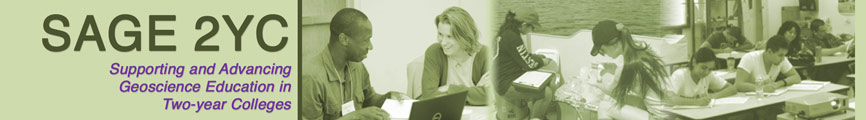 SAGE 2YC
Supporting and Advancing
Geoscience Education in
Two-year Colleges